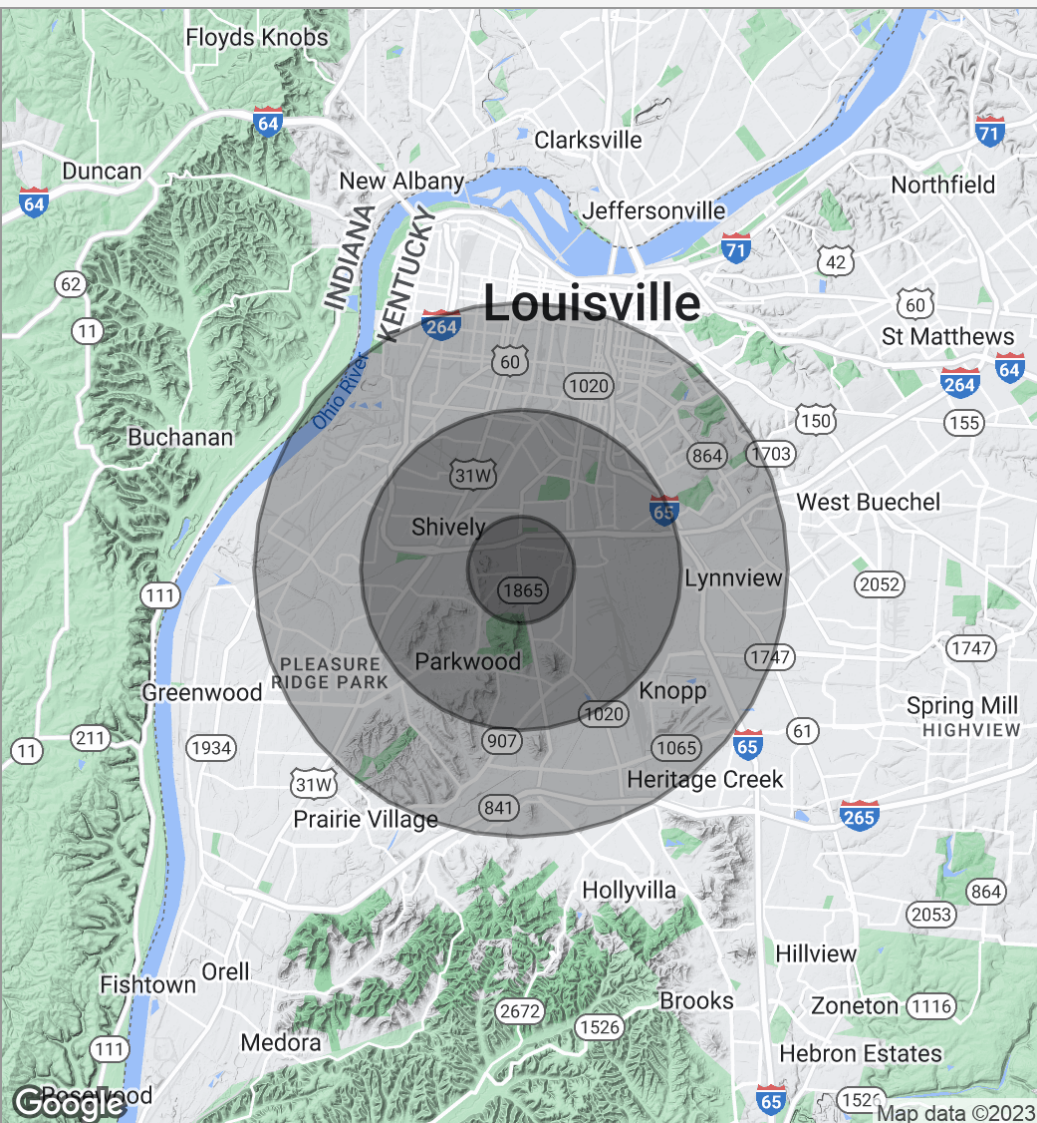 Floyds Knobs
64
71
Clarksville
Duncan
New Albany
Northfield
64
Jeffersonville
INDIANA
KENTUCKY
71
42
62
Louisville
60
11
264
St Matthews
60
64
1020
264
Ohio River
150
155
Buchanan
864
1703
31W
65
West Buechel
Shively
Lynnview
2052
1865
111
1747
1747
PLEASURE
RIDGE PARK
Parkwood
Greenwood
Knopp
Spring Mill
HIGHVIEW
1020
61
11
211
1934
907
1065
65
31W
Heritage Creek
841
Prairie Village
265
Hollyvilla
864
2053
Hillview
Orell
Fishtown
Brooks
Zoneton
1116
2672
1526
Medora
111
Hebron Estates
Rosewood
Google
65
1526
Map data ©2023